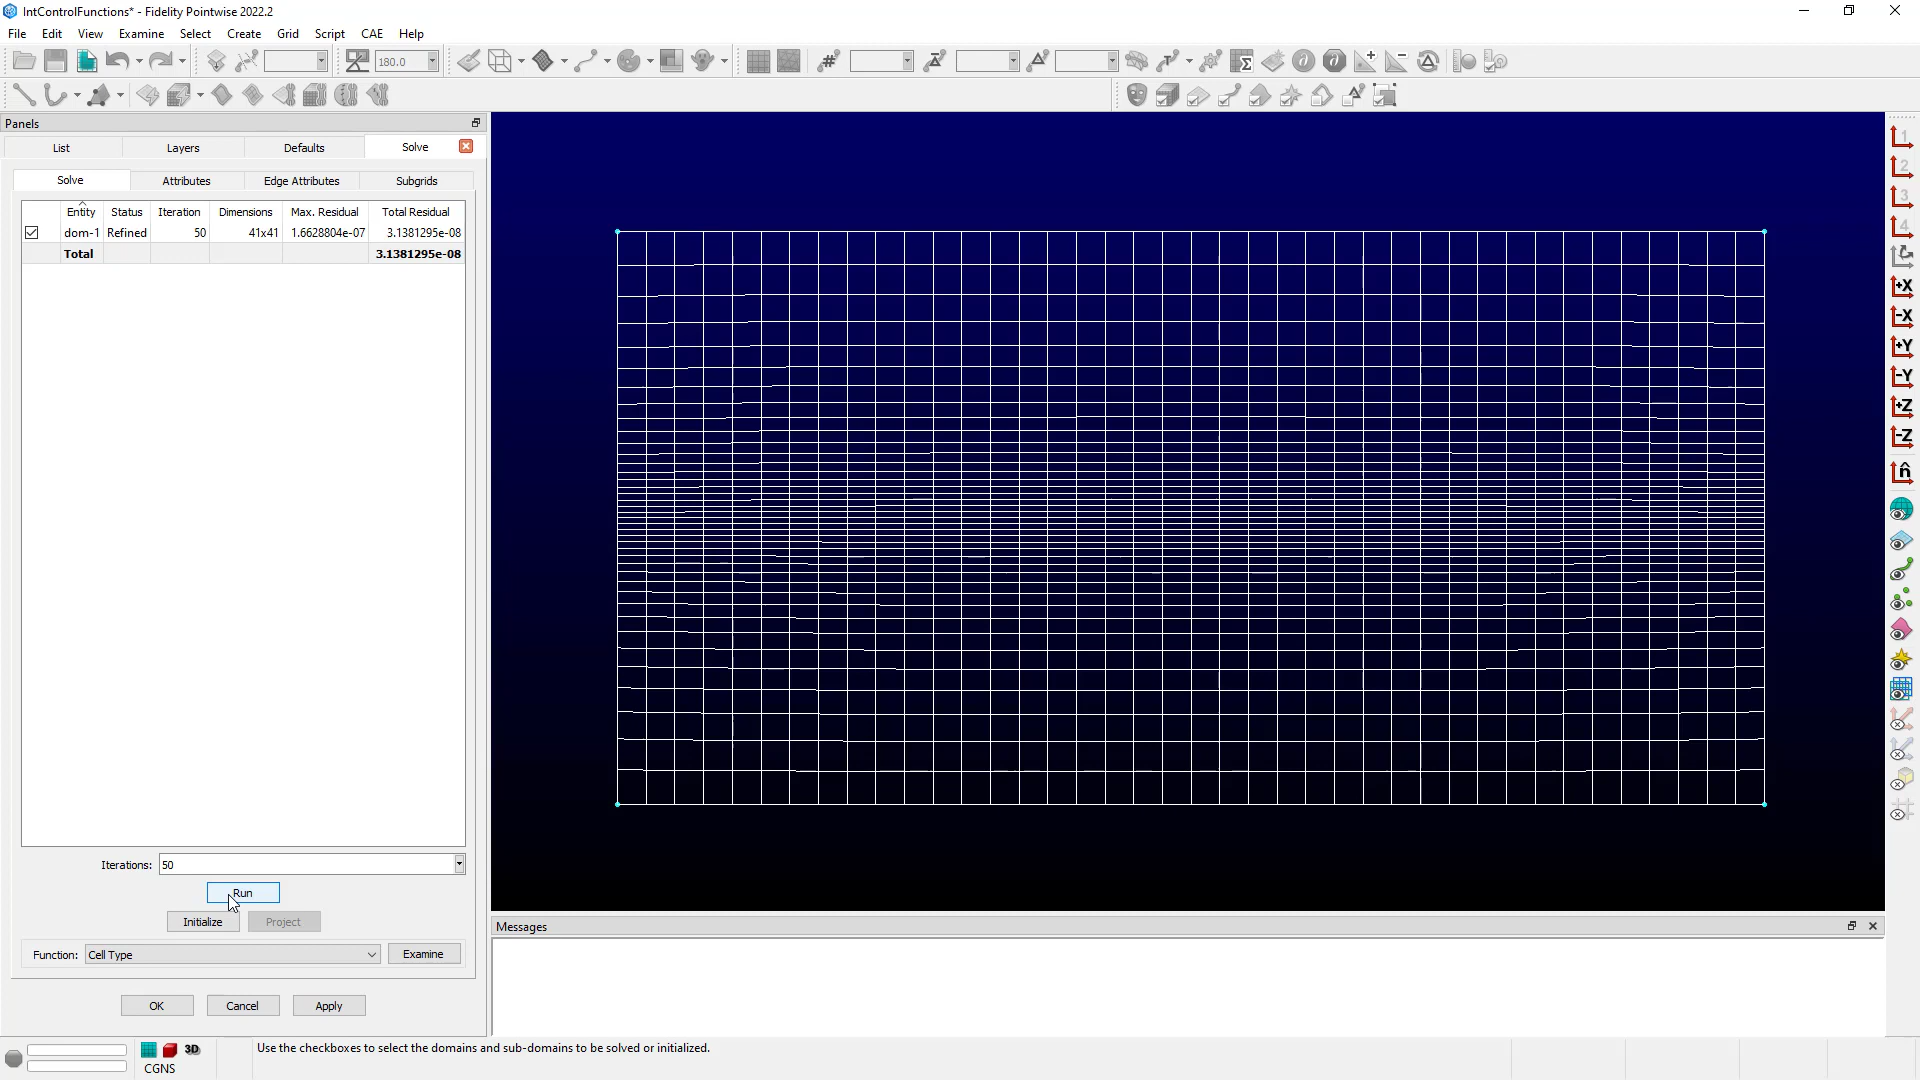 IntControlFunctions* - Fidelity Pointwise 2022.2
File Edit View Examine Select Create Grid Script CAE Help
180.0
Panels
List Layers Defaults Solve
Solve Attributes Edge Attributes Subgrids
Entity Status Iteration Dimensions Max. Residual Total Residual
dom-1 Refined 50 41x41 1.6628804e-07 3.1381295e-08
Total 3.1381295e-08
1
2
3
4
+X
-X
+Y
-Y
+Z
-Z
n̂
Iterations: 50
Run
Initialize Project
Function: Cell Type Examine
OK Cancel Apply
Messages
3D
CGNS
Use the checkboxes to select the domains and sub-domains to be solved or initialized.